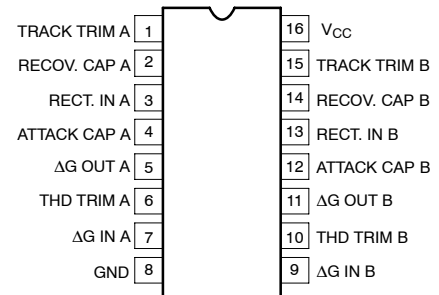 TRACK TRIM A 1 16 VCC
RECOV. CAP A 2 15 TRACK TRIM B
RECT. IN A 3 14 RECOV. CAP B
ATTACK CAP A 4 13 RECT. IN B
ΔG OUT A 5 12 ATTACK CAP B
THD TRIM A 6 11 ΔG OUT B
ΔG IN A 7 10 THD TRIM B
GND 8 9 ΔG IN B